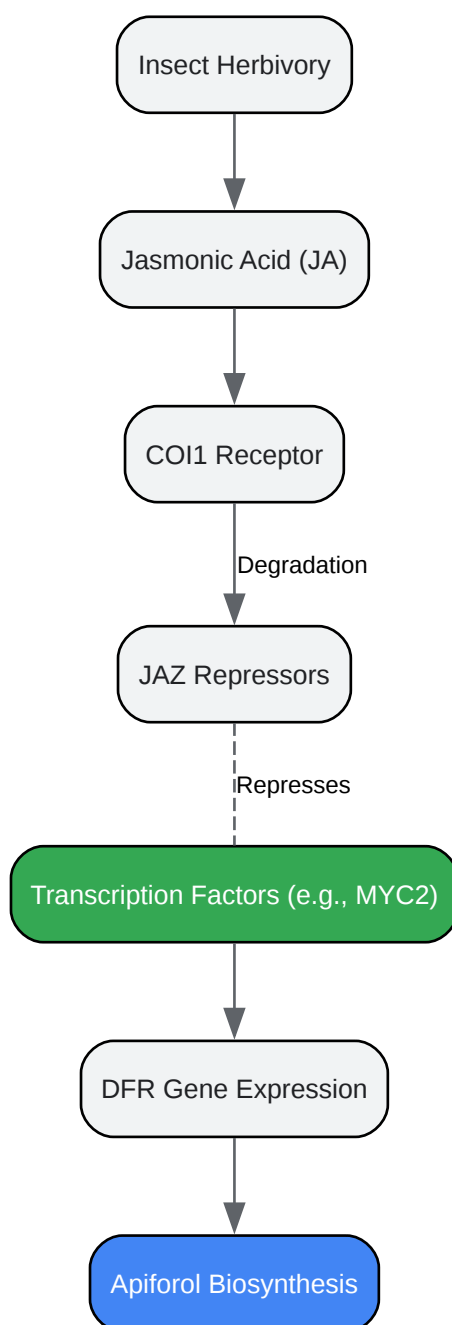 Insect Herbivory
Jasmonic Acid (JA)
COI1 Receptor
Degradation
JAZ Repressors
Represses
Transcription Factors (e.g., MYC2)
DFR Gene Expression
Apiforol Biosynthesis